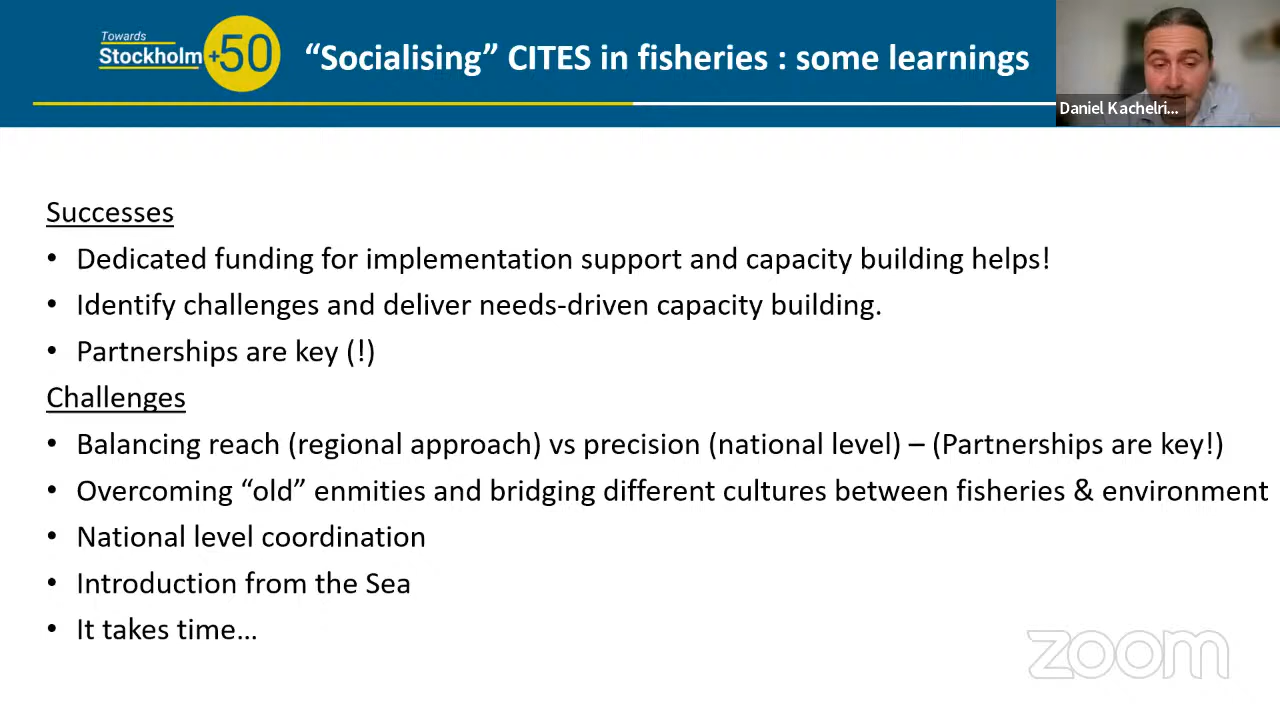 Towards
Stockholm+50
“Socialising” CITES in fisheries : some learnings
Daniel Kachelri...
Successes
• Dedicated funding for implementation support and capacity building helps!
• Identify challenges and deliver needs-driven capacity building.
• Partnerships are key (!)
Challenges
• Balancing reach (regional approach) vs precision (national level) – (Partnerships are key!)
• Overcoming “old” enmities and bridging different cultures between fisheries & environment
• National level coordination
• Introduction from the Sea
• It takes time…
zoom